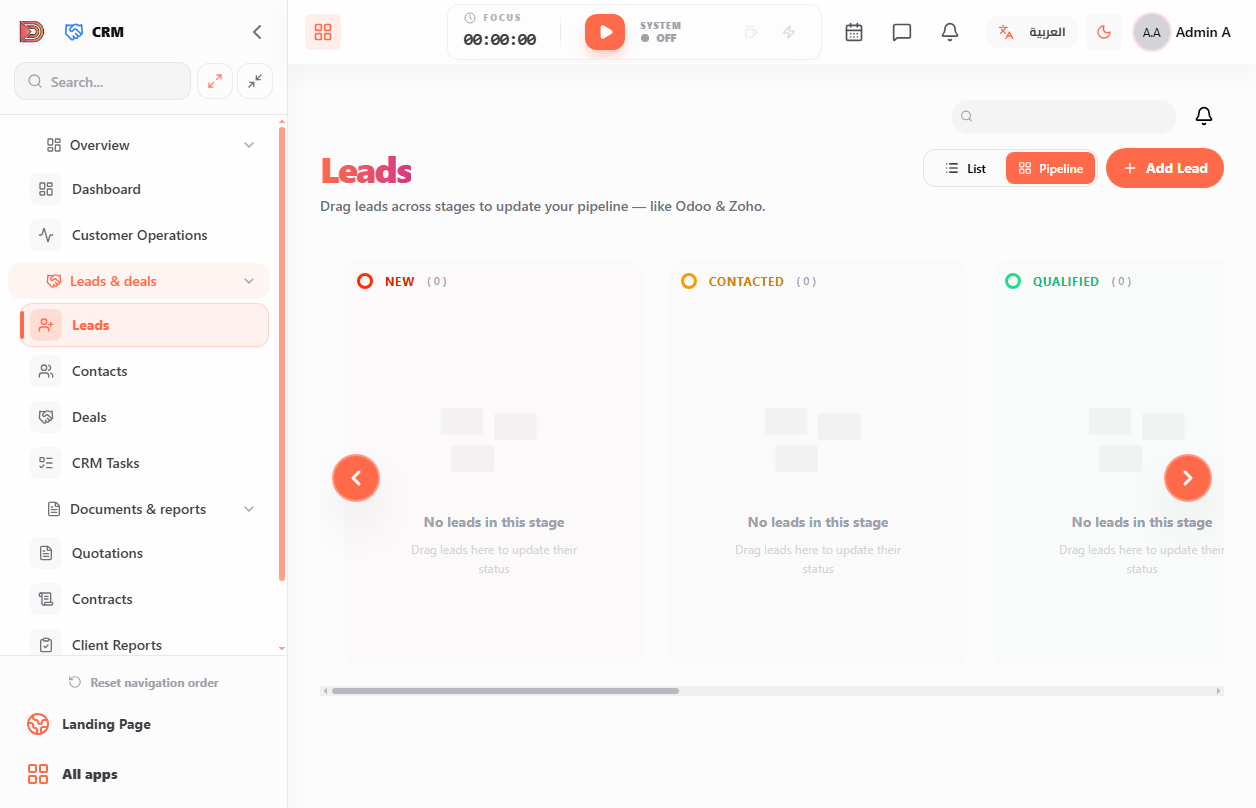 CRM
Search...
Overview
Dashboard
Customer Operations
Leads & deals
Leads
Contacts
Deals
CRM Tasks
Documents & reports
Quotations
Contracts
Client Reports
Reset navigation order
Landing Page
All apps
FOCUS
00:00:00
SYSTEM
OFF
العربية
A.A
Admin A
Leads
Drag leads across stages to update your pipeline — like Odoo & Zoho.
List
Pipeline
Add Lead
NEW (0)
No leads in this stage
Drag leads here to update their
status
CONTACTED (0)
No leads in this stage
Drag leads here to update their
status
QUALIFIED (0)
No leads in this stage
Drag leads here to update their
status